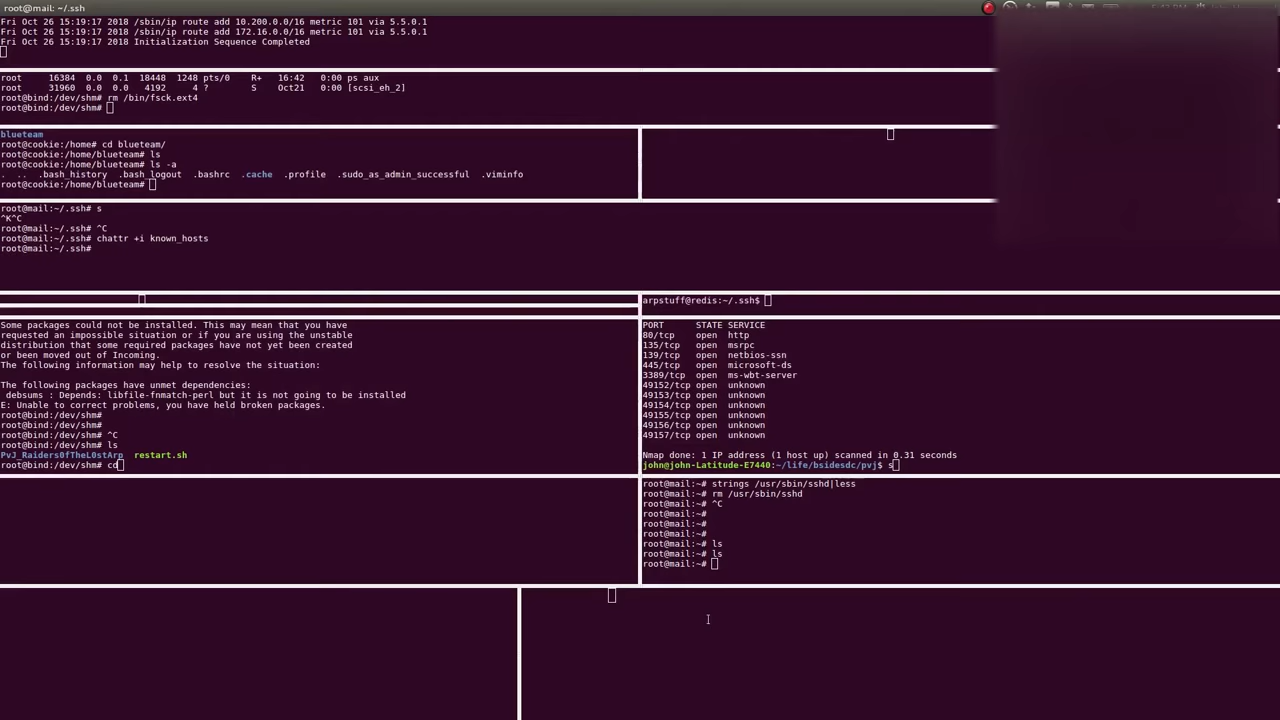 root@mail: ~/.ssh
Fri Oct 26 15:19:17 2018 /sbin/ip route add 10.200.0.0/16 metric 101 via 5.5.0.1
Fri Oct 26 15:19:17 2018 /sbin/ip route add 172.16.0.0/16 metric 101 via 5.5.0.1
Fri Oct 26 15:19:17 2018 Initialization Sequence Completed
root     16384  0.0  0.1  18448  1248 pts/0    R+   16:42   0:00 ps aux
root     31960  0.0  0.0   4192     4 ?        S    Oct21   0:00 [scsi_eh_2]
root@bind:/dev/shm# rm /bin/fsck.ext4
root@bind:/dev/shm#
blueteam
root@cookie:/home# cd blueteam/
root@cookie:/home/blueteam# ls
root@cookie:/home/blueteam# ls -a
.  ..  .bash_history  .bash_logout  .bashrc  .cache  .profile  .sudo_as_admin_successful  .viminfo
root@cookie:/home/blueteam#
root@mail:~/.ssh# s
^K^C
root@mail:~/.ssh# ^C
root@mail:~/.ssh# chattr +i known_hosts
root@mail:~/.ssh#
arpstuff@redis:~/.ssh$
Some packages could not be installed. This may mean that you have
requested an impossible situation or if you are using the unstable
distribution that some required packages have not yet been created
or been moved out of Incoming.
The following information may help to resolve the situation:
The following packages have unmet dependencies:
 debsums : Depends: libfile-fnmatch-perl but it is not going to be installed
E: Unable to correct problems, you have held broken packages.
root@bind:/dev/shm#
root@bind:/dev/shm#
root@bind:/dev/shm# ^C
root@bind:/dev/shm# ls
PvJ_Raiders0fTheL0stArp  restart.sh
root@bind:/dev/shm# cd
PORT      STATE SERVICE
80/tcp    open  http
135/tcp   open  msrpc
139/tcp   open  netbios-ssn
445/tcp   open  microsoft-ds
3389/tcp  open  ms-wbt-server
49152/tcp open  unknown
49153/tcp open  unknown
49154/tcp open  unknown
49155/tcp open  unknown
49156/tcp open  unknown
49157/tcp open  unknown
Nmap done: 1 IP address (1 host up) scanned in 0.31 seconds
john@john-Latitude-E7440:~/life/bsidesdc/pvj$ s
root@mail:~# strings /usr/sbin/sshd|less
root@mail:~# rm /usr/sbin/sshd
root@mail:~# ^C
root@mail:~#
root@mail:~#
root@mail:~#
root@mail:~# ls
root@mail:~# ls
root@mail:~#